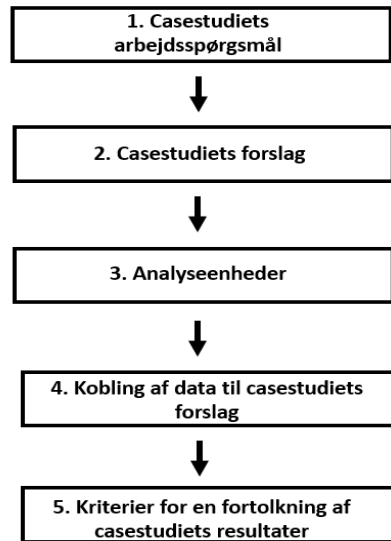 1. Casestudiets
arbejdsspørgsmål
2. Casestudiets forslag
3. Analyseenheder
4. Kobling af data til casestudiets
forslag
5. Kriterier for en fortolkning af
casestudiets resultater